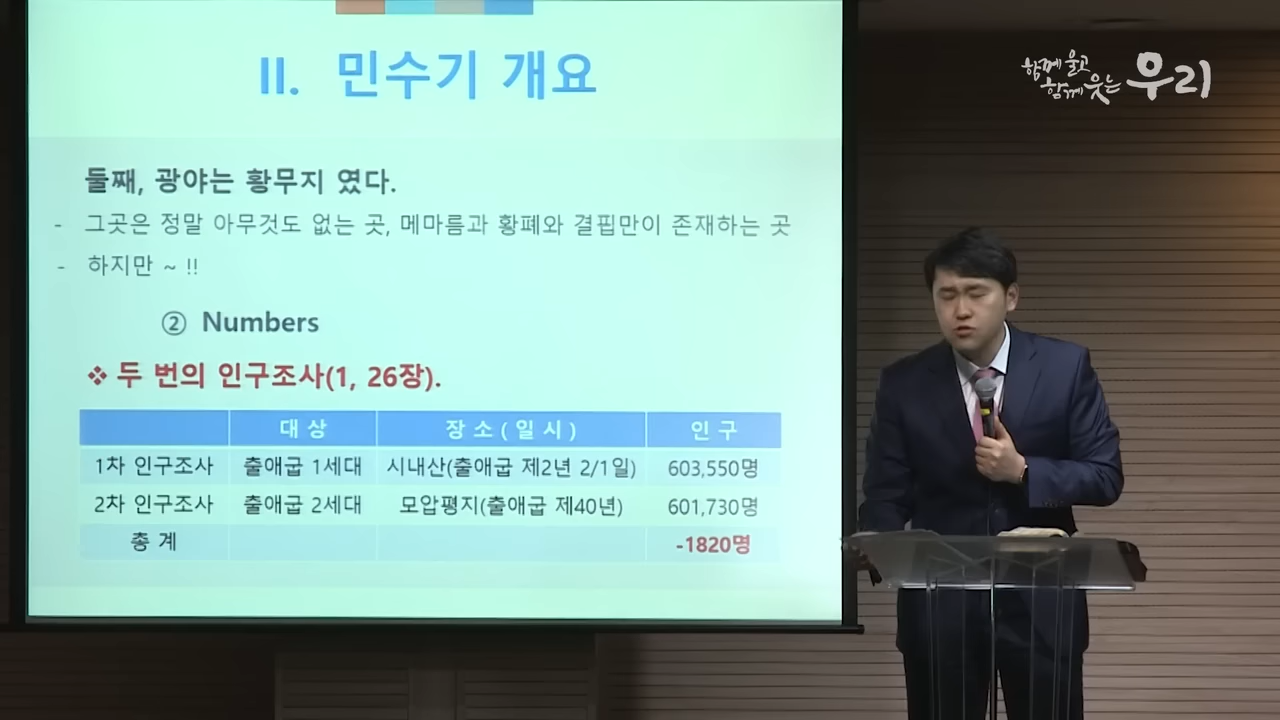 II. 민수기 개요
함께 울고
함께 웃는 우리
둘째, 광야는 황무지 였다.
- 그곳은 정말 아무것도 없는 곳, 메마름과 황폐와 결핍만이 존재하는 곳
- 하지만 ~ !!
② Numbers
❖ 두 번의 인구조사(1, 26장).
대 상 장 소 ( 일 시 ) 인 구
1차 인구조사 출애굽 1세대 시내산(출애굽 제2년 2/1일) 603,550명
2차 인구조사 출애굽 2세대 모압평지(출애굽 제40년) 601,730명
총 계 -1820명